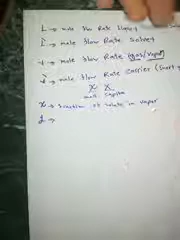 L → mole flow Rate
L → mole flow Rate solvent
V → mole flow Rate (gas/vapor)
V → mole flow Rate carrier (inert
X X
small capital
x → fraction of solute in vapor
y →